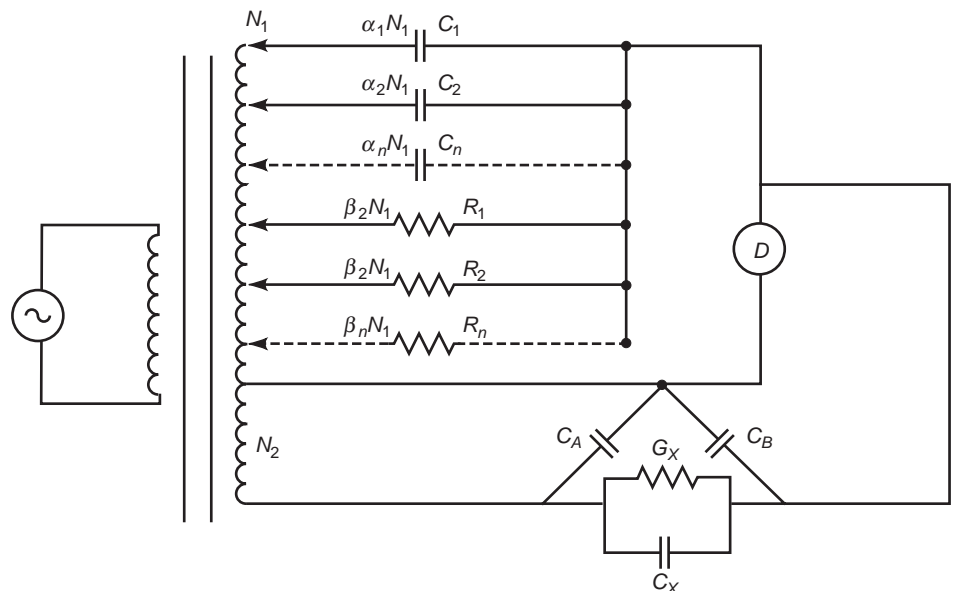 N1
α1N1 C1
α2N1 C2
αnN1 Cn
β2N1 R1
β2N1 R2
βnN1 Rn
D
N2
CA
CB
GX
CX